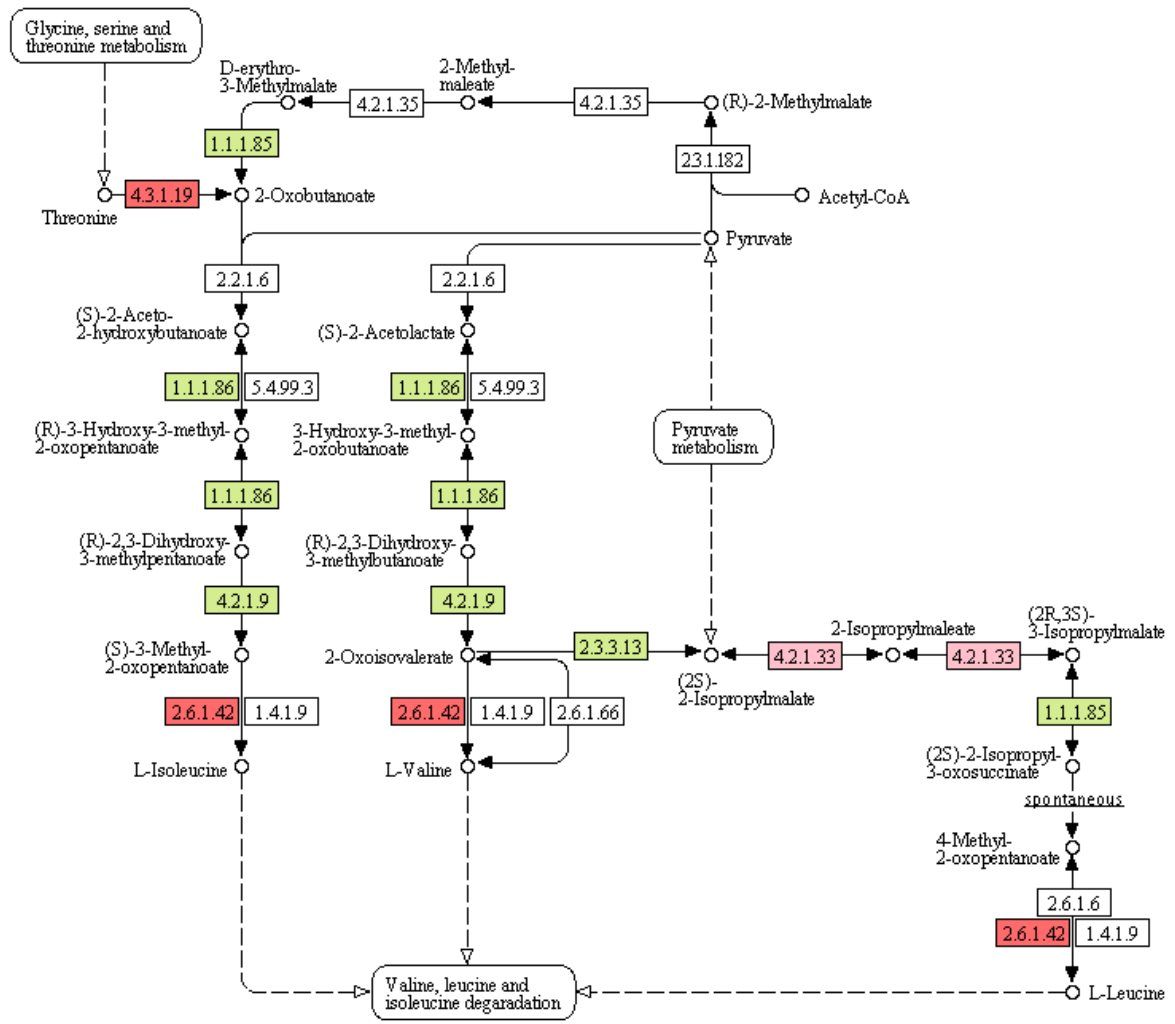 Glycine, serine and
threonine metabolism
D-erythro-
3-Methylmalate
2-Methyl-
maleate
4.2.1.35
4.2.1.35
(R)-2-Methylmalate
1.1.1.85
2.3.1.182
4.3.1.19
2-Oxobutanoate
Threonine
Acetyl-CoA
Pyruvate
2.2.1.6
2.2.1.6
(S)-2-Aceto-
2-hydroxybutanoate
(S)-2-Acetolactate
1.1.1.86
5.4.99.3
1.1.1.86
5.4.99.3
(R)-3-Hydroxy-3-methyl-
2-oxopentanoate
3-Hydroxy-3-methyl-
2-oxobutanoate
Pyruvate
metabolism
1.1.1.86
1.1.1.86
(R)-2,3-Dihydroxy-
3-methylpentanoate
(R)-2,3-Dihydroxy-
3-methylbutanoate
4.2.1.9
4.2.1.9
(S)-3-Methyl-
2-oxopentanoate
2-Oxoisovalerate
2.3.3.13
(2S)-
2-Isopropylmalate
4.2.1.33
2-Isopropylmaleate
4.2.1.33
(2R,3S)-
3-Isopropylmalate
2.6.1.42
1.4.1.9
2.6.1.42
1.4.1.9
2.6.1.66
1.1.1.85
L-Isoleucine
L-Valine
(2S)-2-Isopropyl-
3-oxosuccinate
spontaneous
4-Methyl-
2-oxopentanoate
2.6.1.6
2.6.1.42
1.4.1.9
Valine, leucine and
isoleucine degaradation
L-Leucine